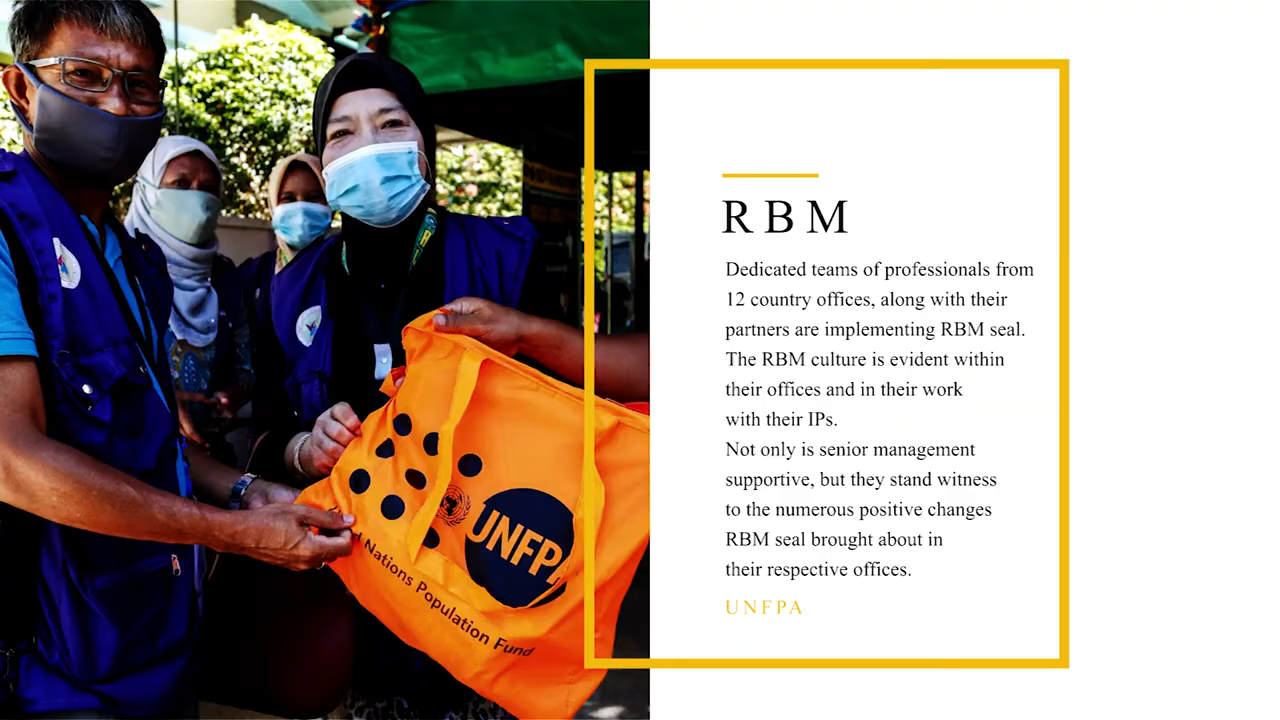 RBM
Dedicated teams of professionals from
12 country offices, along with their
partners are implementing RBM seal.
The RBM culture is evident within
their offices and in their work
with their IPs.
Not only is senior management
supportive, but they stand witness
to the numerous positive changes
RBM seal brought about in
their respective offices.
UNFPA
UNFPA
Nations Population Fund